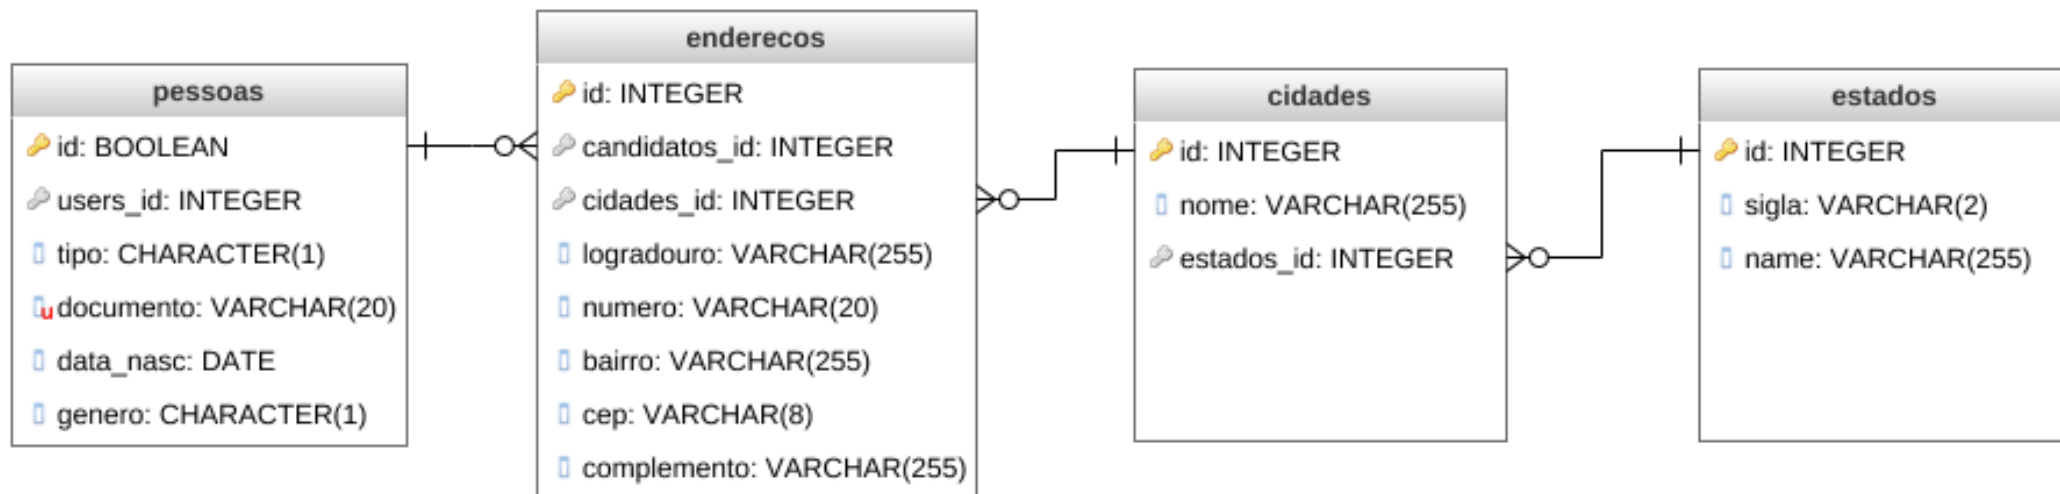 pessoas
id: BOOLEAN
users_id: INTEGER
tipo: CHARACTER(1)
documento: VARCHAR(20)
data_nasc: DATE
genero: CHARACTER(1)
enderecos
id: INTEGER
candidatos_id: INTEGER
cidades_id: INTEGER
logradouro: VARCHAR(255)
numero: VARCHAR(20)
bairro: VARCHAR(255)
cep: VARCHAR(8)
complemento: VARCHAR(255)
cidades
id: INTEGER
nome: VARCHAR(255)
estados_id: INTEGER
estados
id: INTEGER
sigla: VARCHAR(2)
name: VARCHAR(255)